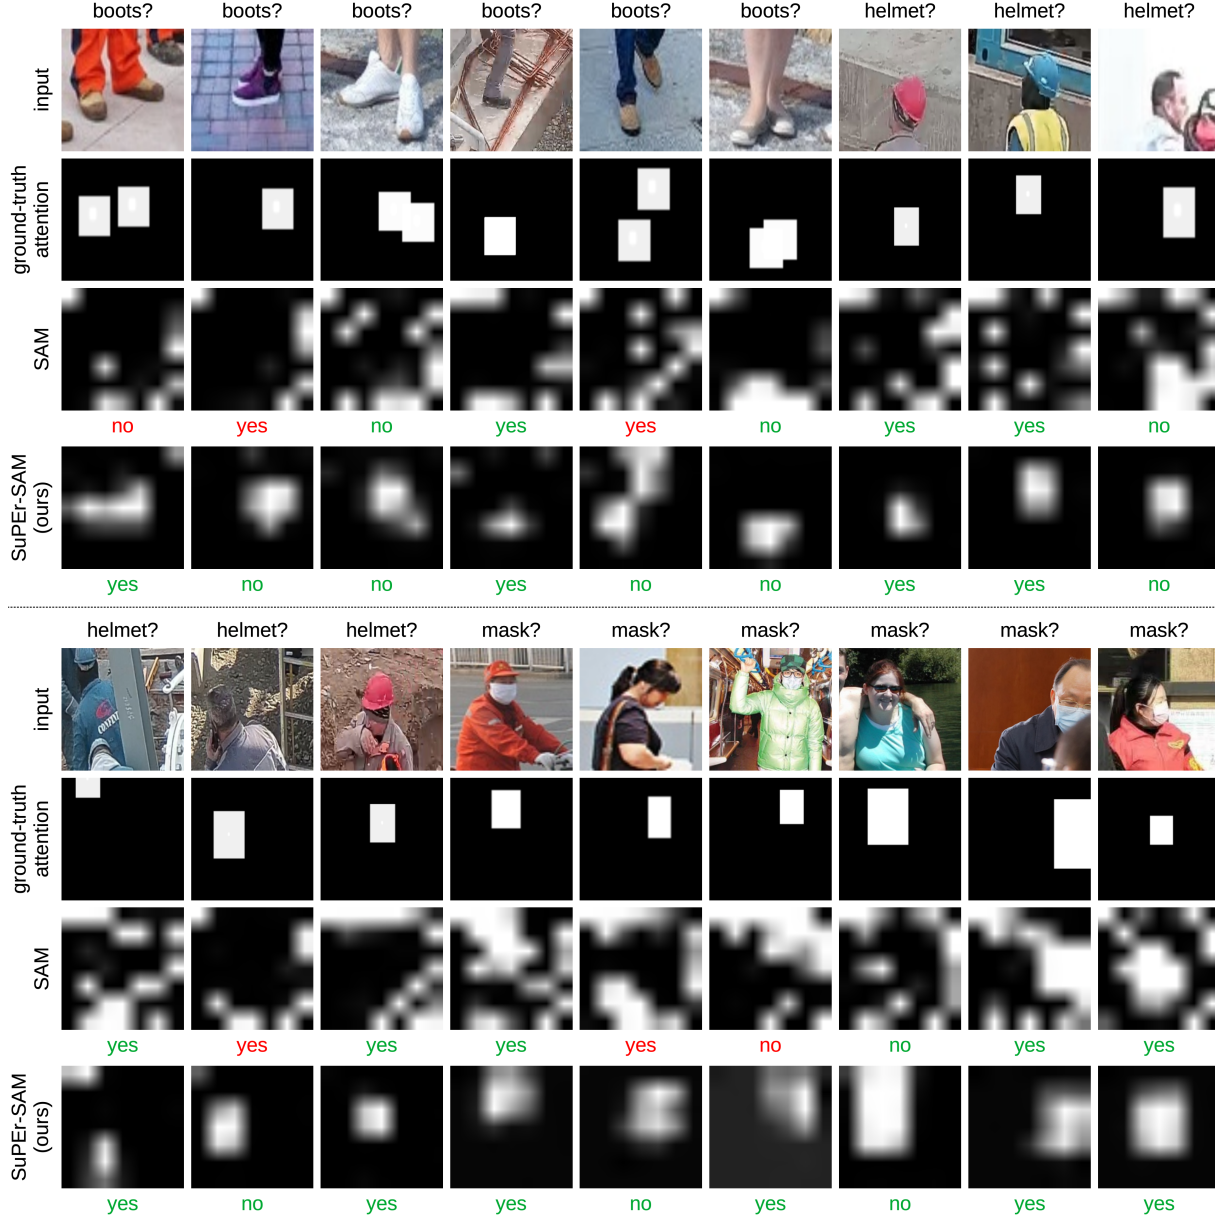 boots? boots? boots? boots? boots? boots? helmet? helmet? helmet?
input
ground-truth
attention
SAM
no yes no yes yes no yes yes no
SuPEr-SAM
(ours)
yes no no yes no no yes yes no
helmet? helmet? helmet? mask? mask? mask? mask? mask? mask?
input
ground-truth
attention
SAM
yes yes yes yes yes no no yes yes
SuPEr-SAM
(ours)
yes no yes yes no yes no yes yes